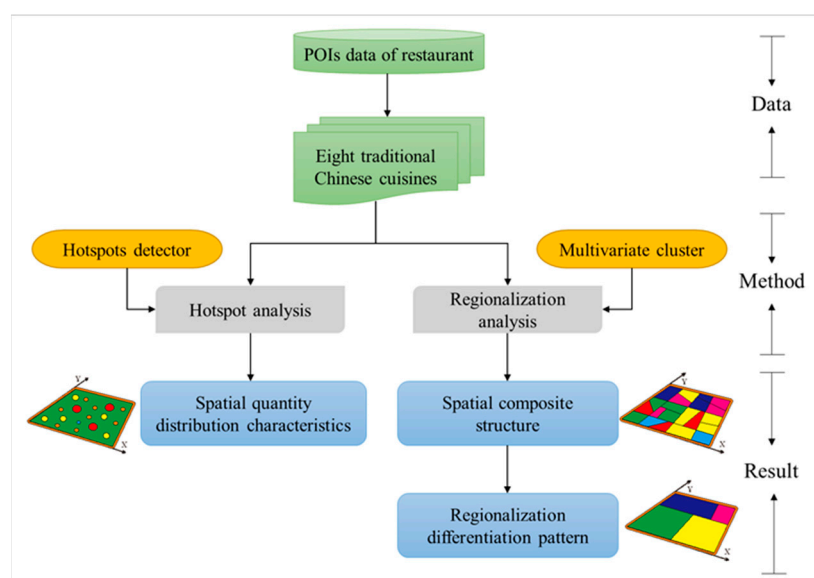 POIs data of restaurant
Data
Eight traditional
Chinese cuisines
Hotspots detector
Multivariate cluster
Method
Hotspot analysis
Regionalization
analysis
Y
X
Spatial quantity
distribution characteristics
Spatial composite
structure
Y
X
Result
Regionalization
differentiation pattern
Y
X